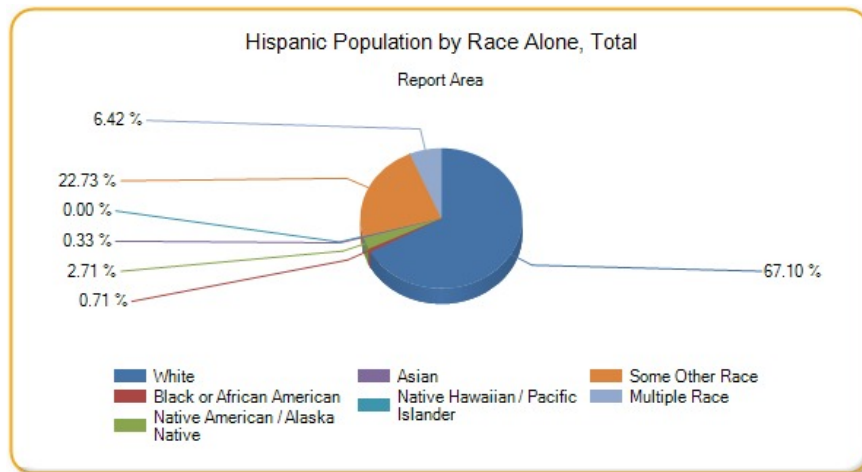 Hispanic Population by Race Alone, Total
Report Area
6.42 %
22.73 %
0.00 %
0.33 %
2.71 %
0.71 %
67.10 %
White
Black or African American
Native American / Alaska
Native
Asian
Native Hawaiian / Pacific
Islander
Some Other Race
Multiple Race